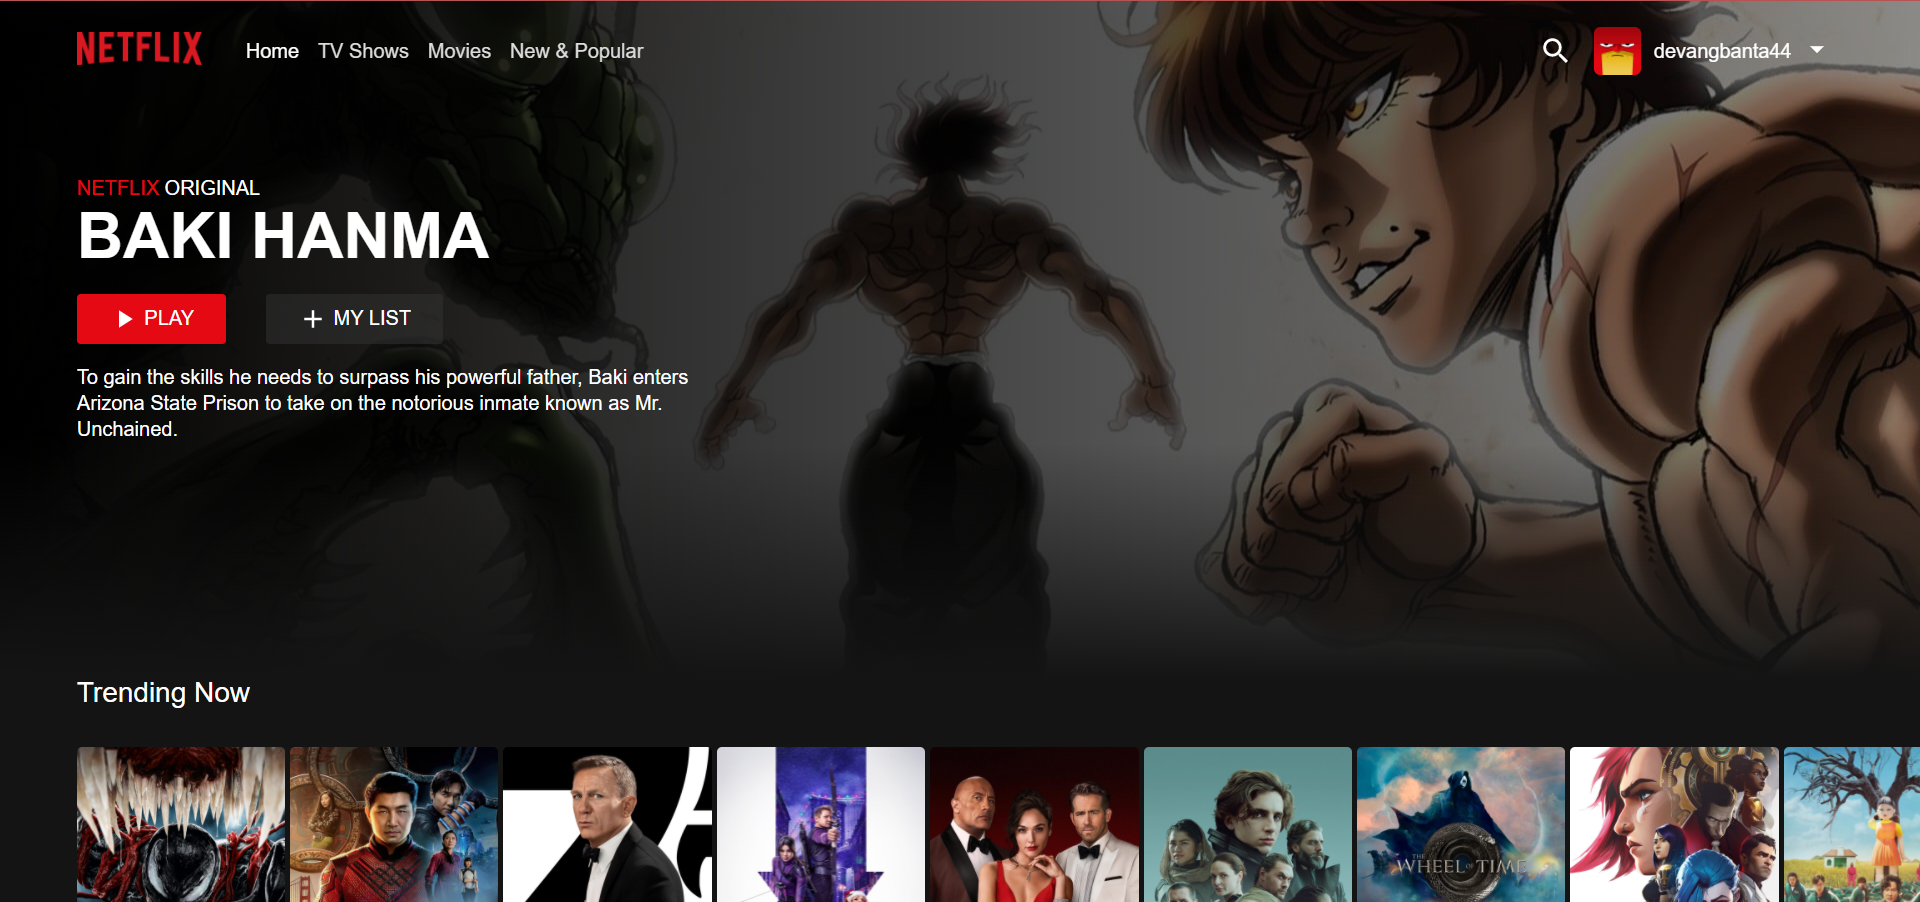 NETFLIX
Home TV Shows Movies New & Popular
devangbanta44
NETFLIX ORIGINAL
BAKI HANMA
PLAY
MY LIST
To gain the skills he needs to surpass his powerful father, Baki enters
Arizona State Prison to take on the notorious inmate known as Mr.
Unchained.
Trending Now
THE WHEEL OF TIME